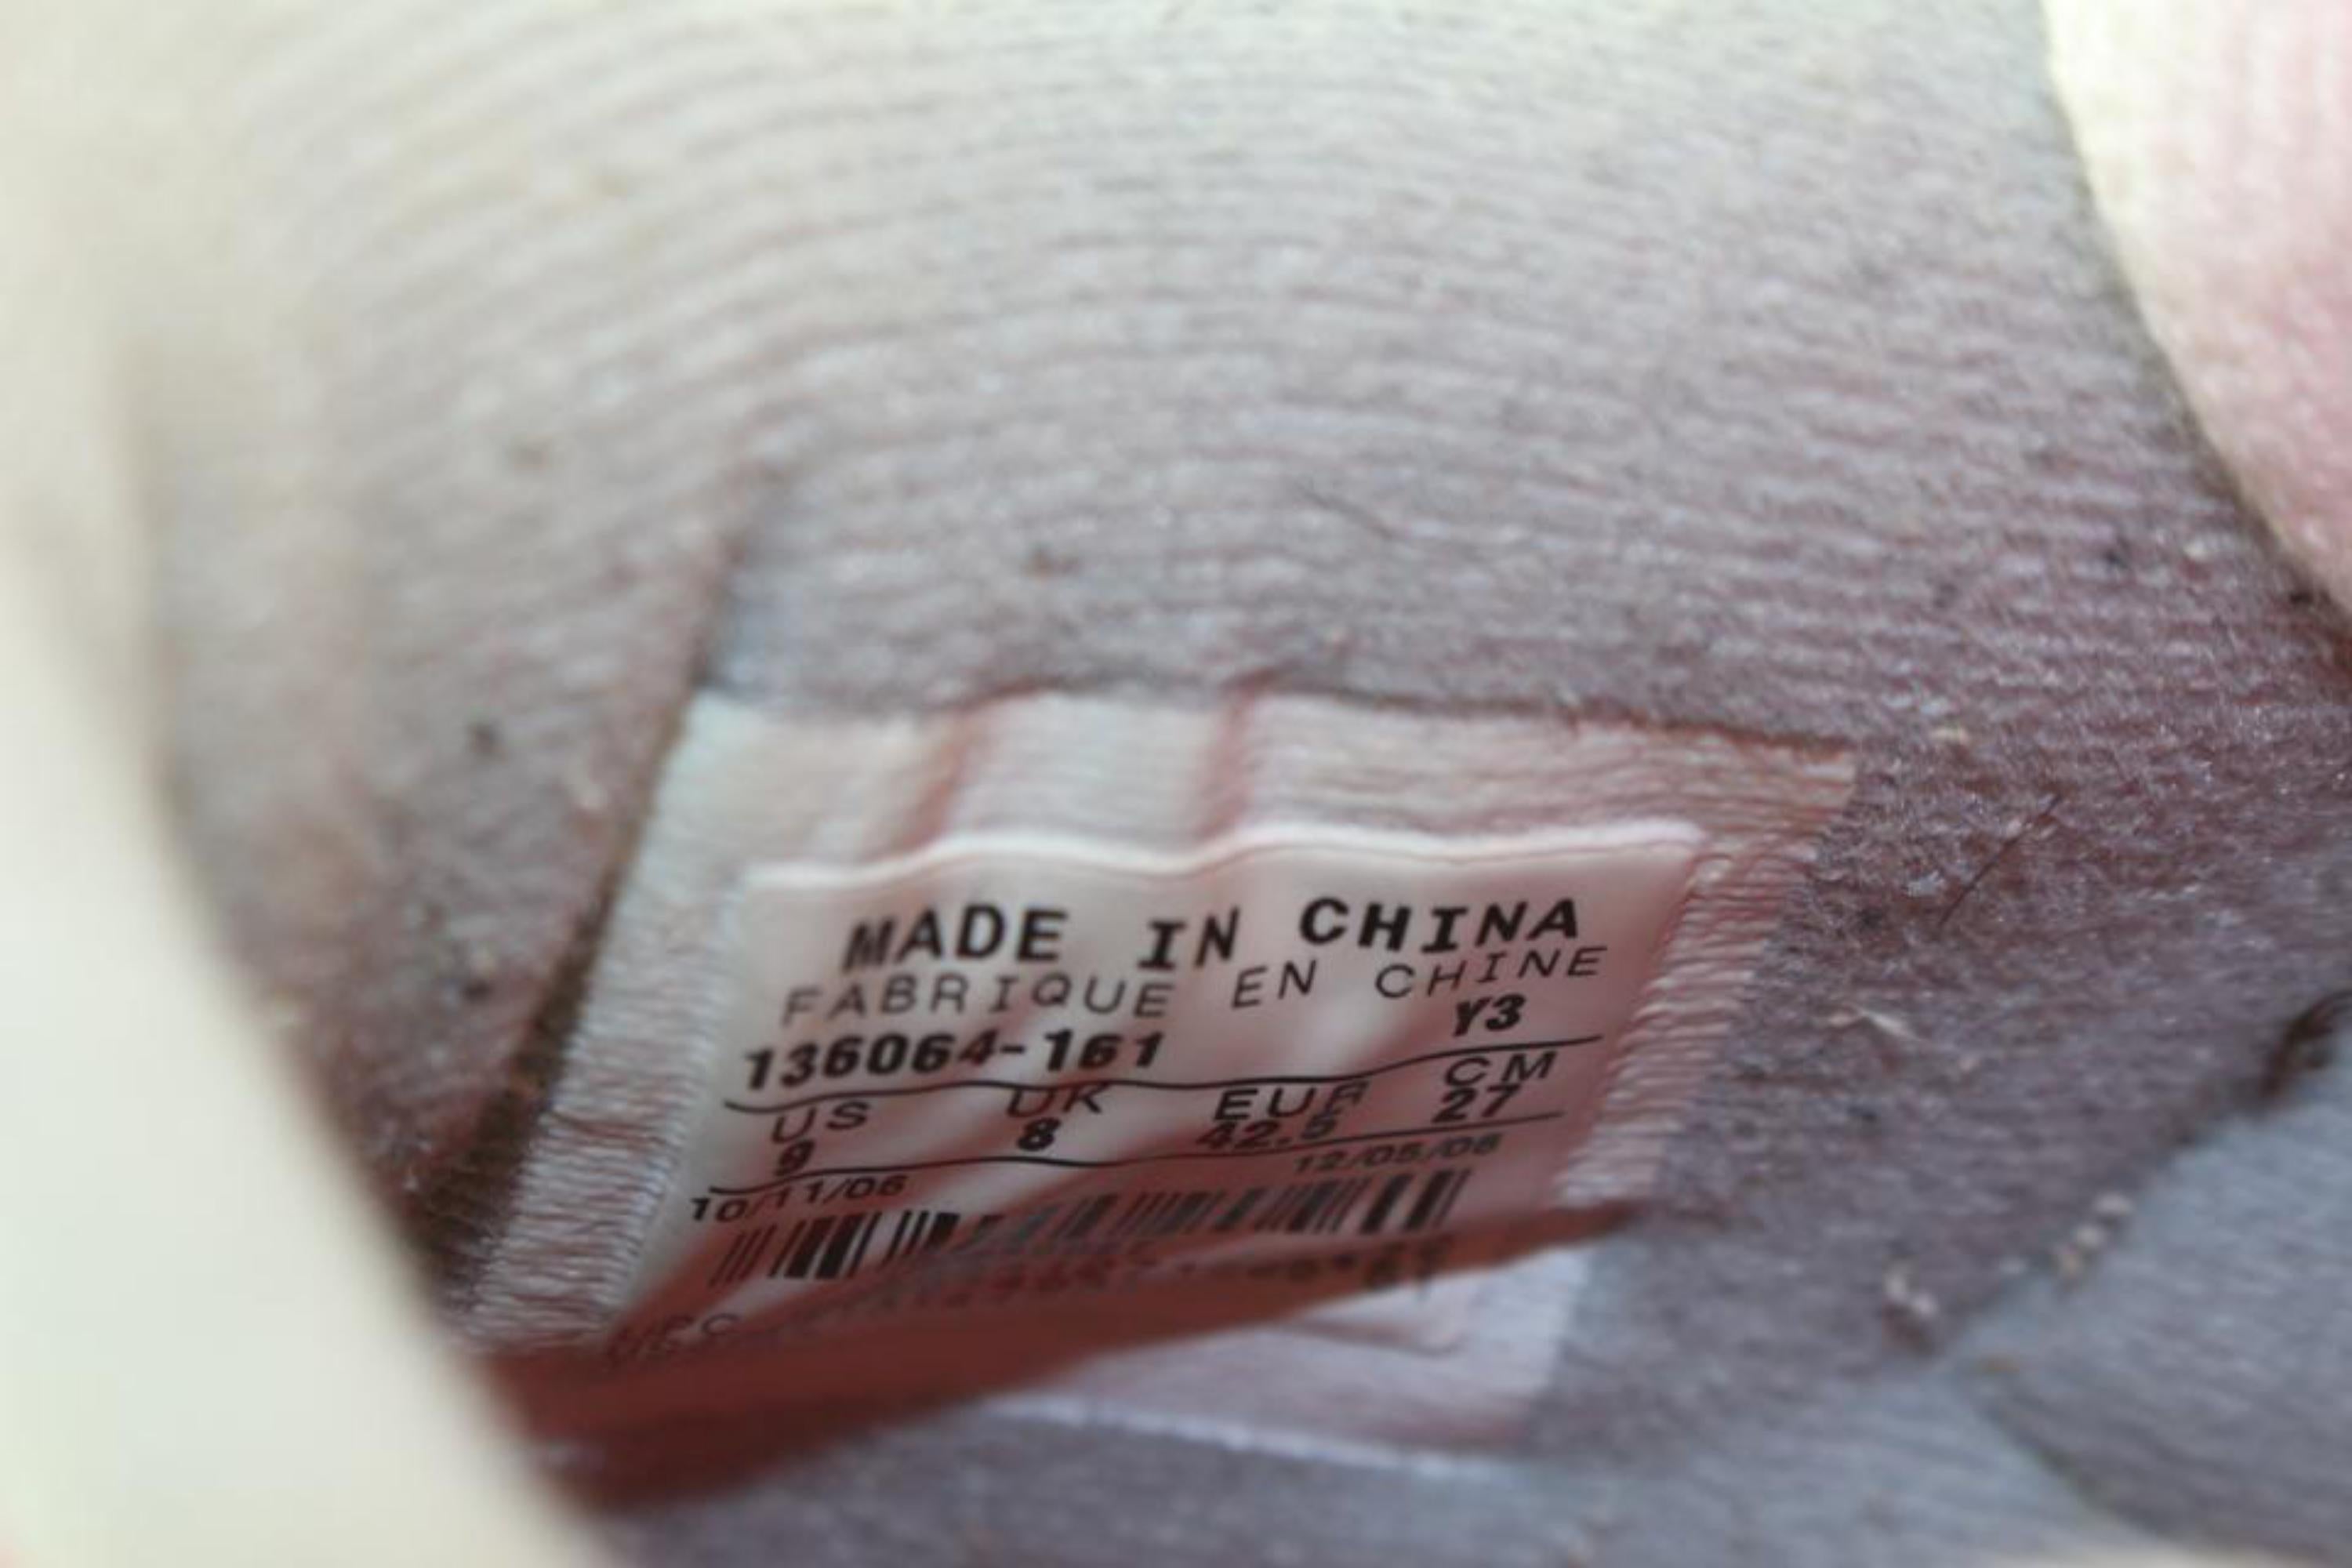 MADE IN CHINA
FABRIQUE EN CHINE
136064-161 Y3
US UK EUR CM
9 8 42.5 27
10/11/06 12/05/06
UPC